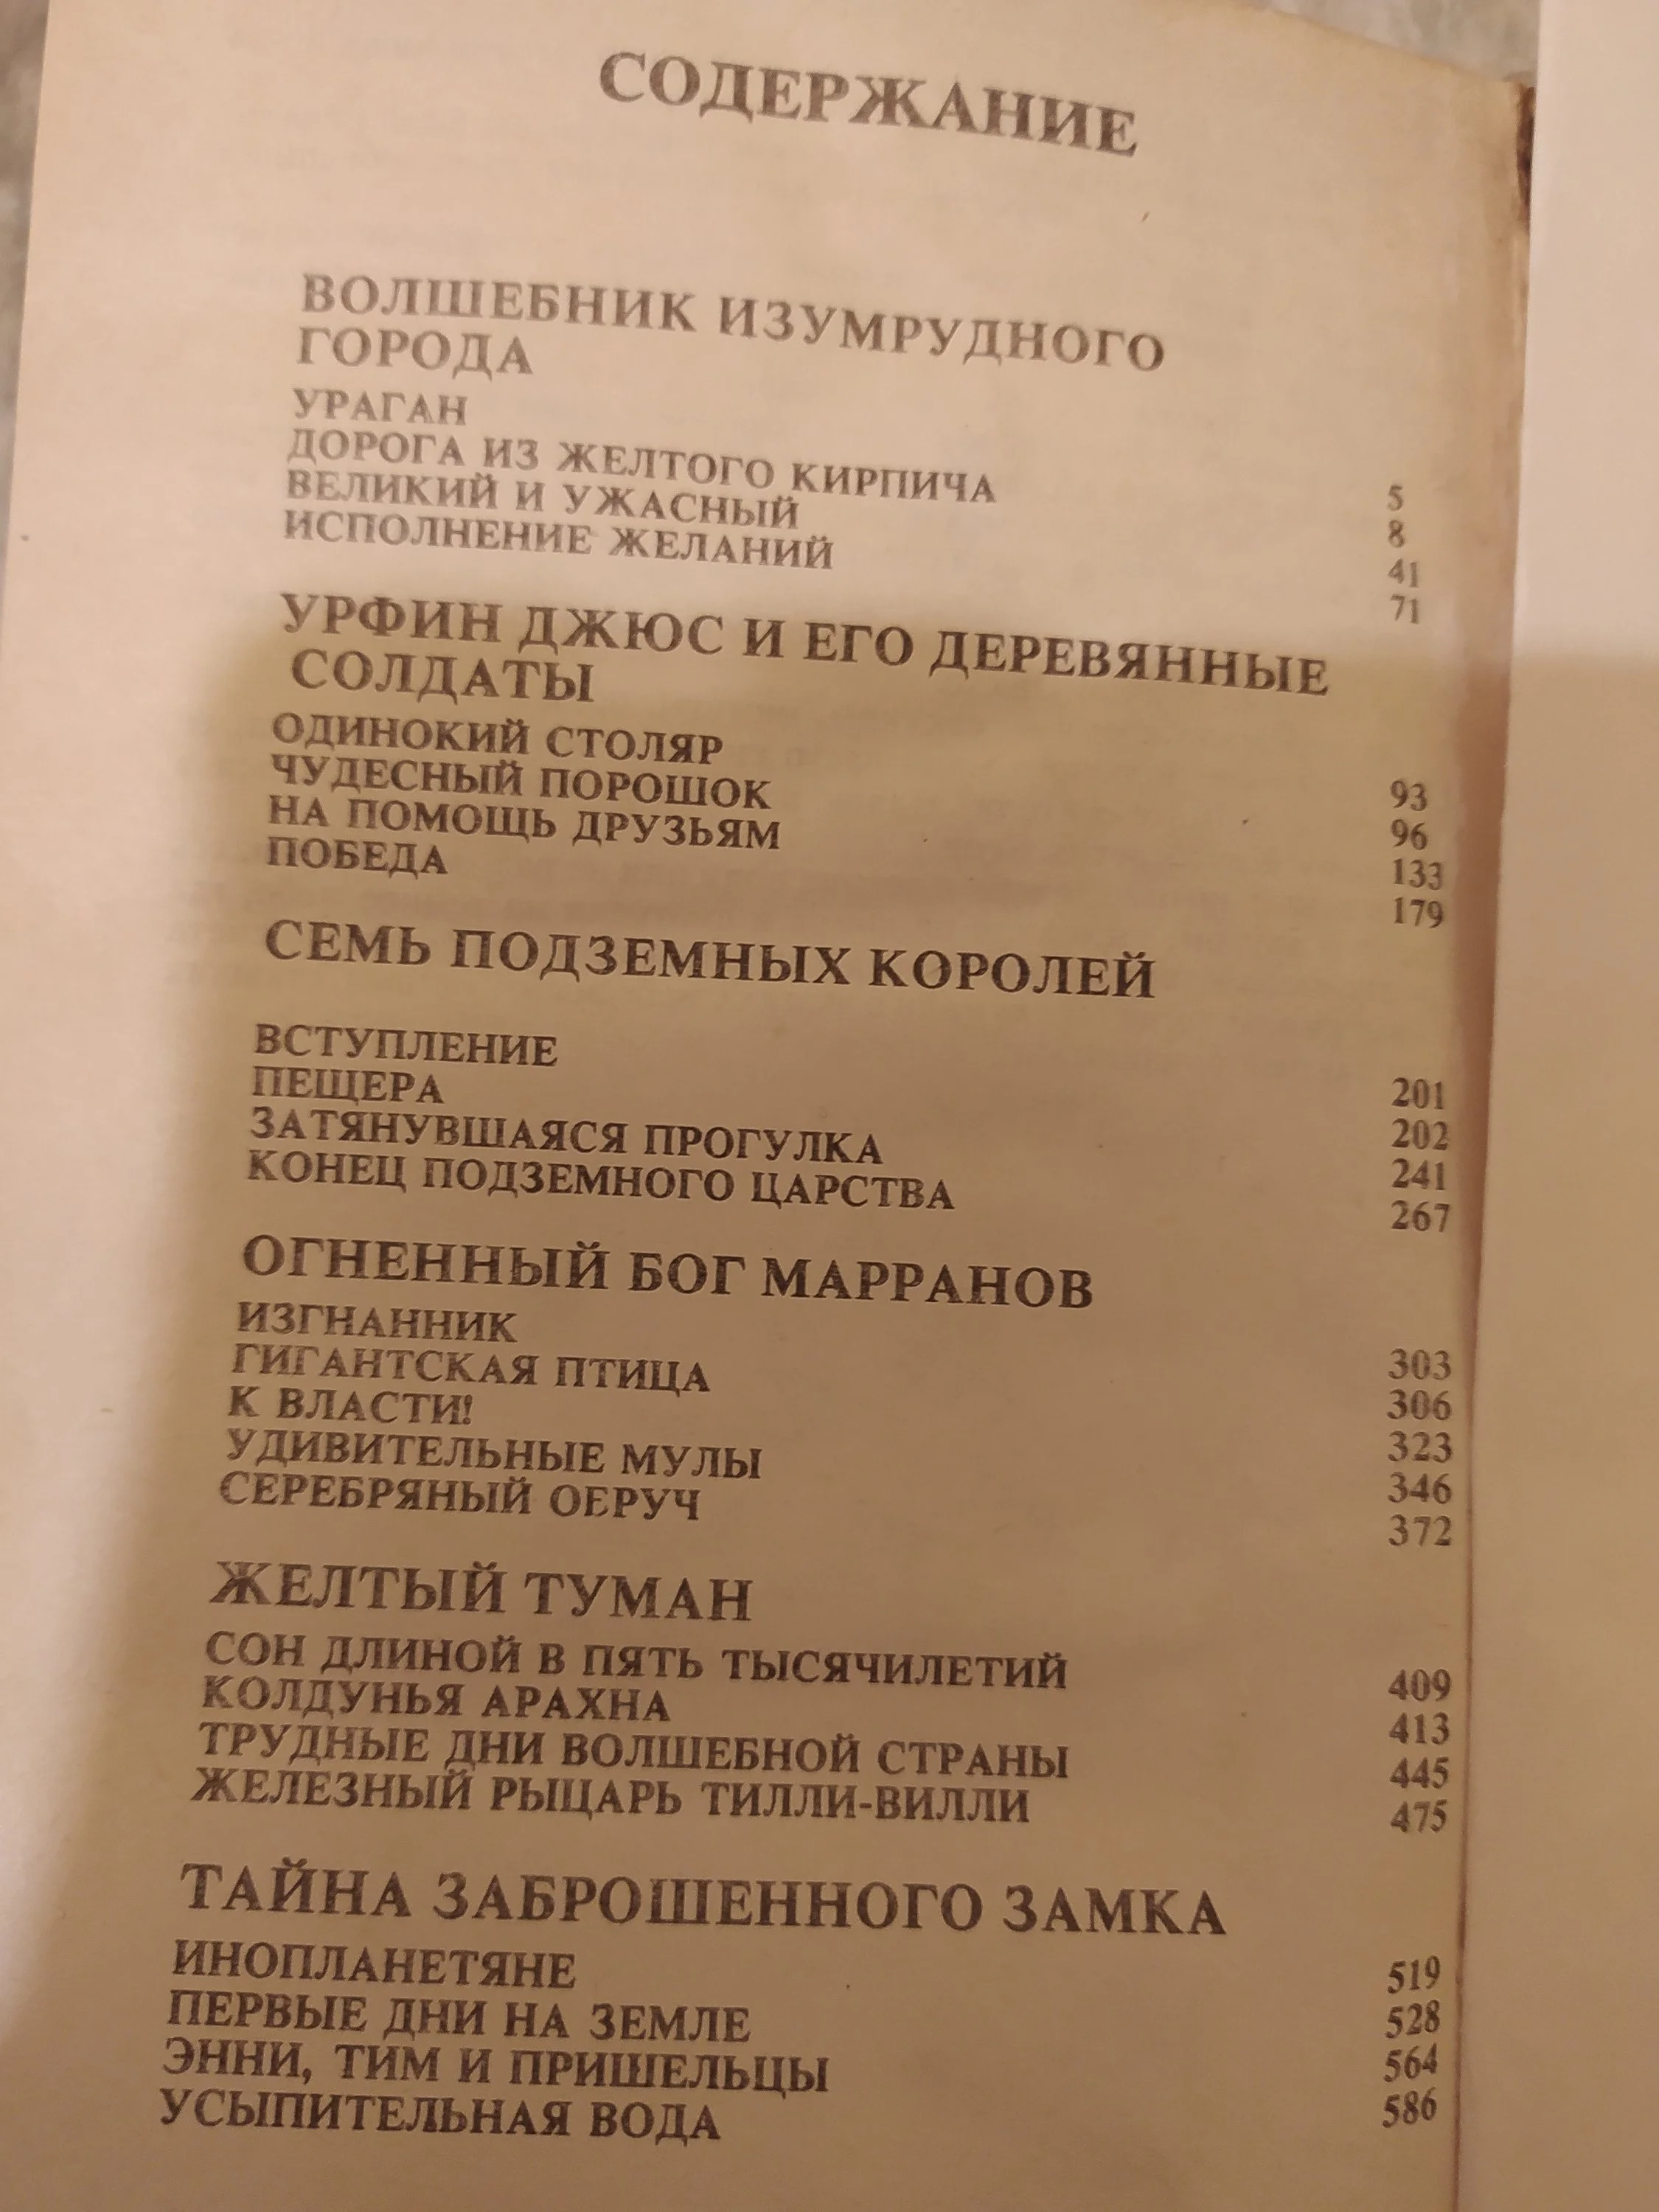 СОДЕРЖАНИЕ
ВОЛШЕБНИК ИЗУМРУДНОГО
ГОРОДА
УРАГАН 5
ДОРОГА ИЗ ЖЕЛТОГО КИРПИЧА 8
ВЕЛИКИЙ И УЖАСНЫЙ 41
ИСПОЛНЕНИЕ ЖЕЛАНИЙ 71
УРФИН ДЖЮС И ЕГО ДЕРЕВЯННЫЕ
СОЛДАТЫ
ОДИНОКИЙ СТОЛЯР 93
ЧУДЕСНЫЙ ПОРОШОК 96
НА ПОМОЩЬ ДРУЗЬЯМ 133
ПОБЕДА 179
СЕМЬ ПОДЗЕМНЫХ КОРОЛЕЙ
ВСТУПЛЕНИЕ 201
ПЕЩЕРА 202
ЗАТЯНУВШАЯСЯ ПРОГУЛКА 241
КОНЕЦ ПОДЗЕМНОГО ЦАРСТВА 267
ОГНЕННЫЙ БОГ МАРРАНОВ
ИЗГНАННИК 303
ГИГАНТСКАЯ ПТИЦА 306
К ВЛАСТИ! 323
УДИВИТЕЛЬНЫЕ МУЛЫ 346
СЕРЕБРЯНЫЙ ОБРУЧ 372
ЖЕЛТЫЙ ТУМАН
СОН ДЛИНОЙ В ПЯТЬ ТЫСЯЧИЛЕТИЙ 409
КОЛДУНЬЯ АРАХНА 413
ТРУДНЫЕ ДНИ ВОЛШЕБНОЙ СТРАНЫ 445
ЖЕЛЕЗНЫЙ РЫЦАРЬ ТИЛЛИ-ВИЛЛИ 475
ТАЙНА ЗАБРОШЕННОГО ЗАМКА
ИНОПЛАНЕТЯНЕ 519
ПЕРВЫЕ ДНИ НА ЗЕМЛЕ 528
ЭННИ, ТИМ И ПРИШЕЛЬЦЫ 564
УСЫПИТЕЛЬНАЯ ВОДА 586